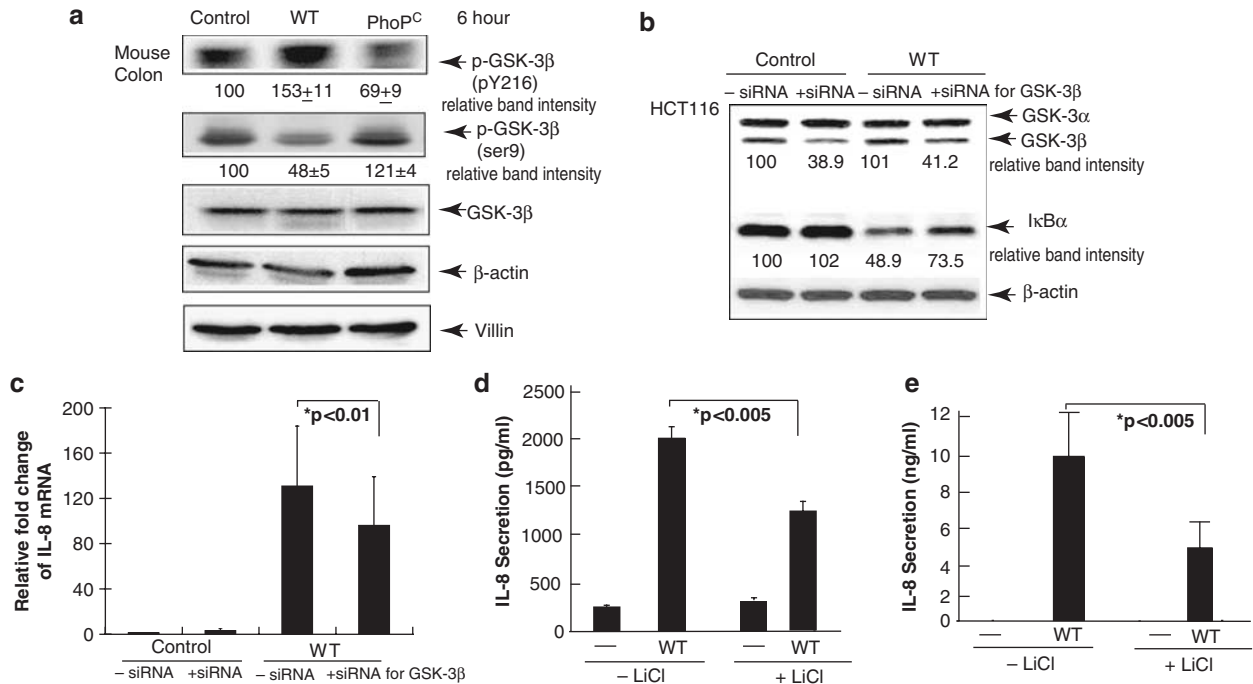 a
Control WT PhoPC 6 hour
Mouse
Colon
p-GSK-3β
(pY216)
100 153±11 69±9 relative band intensity
p-GSK-3β
(ser9)
100 48±5 121±4 relative band intensity
GSK-3β
β-actin
Villin
b
Control WT
– siRNA +siRNA – siRNA +siRNA for GSK-3β
HCT116
GSK-3α
GSK-3β
100 38.9 101 41.2 relative band intensity
IκBα
100 102 48.9 73.5 relative band intensity
β-actin
c
Relative fold change
of IL-8 mRNA
200
160
120
80
40
0
*p<0.01
Control WT
– siRNA +siRNA – siRNA +siRNA for GSK-3β
d
IL-8 Secretion (pg/ml)
2500
2000
1500
1000
500
0
*p<0.005
— WT — WT
– LiCl + LiCl
e
IL-8 Secretion (ng/ml)
12
10
8
6
4
2
0
*p<0.005
— WT — WT
– LiCl + LiCl